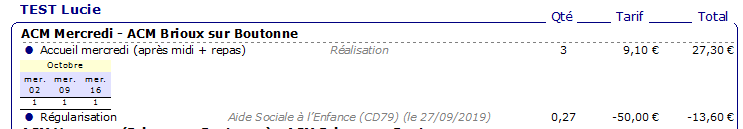 TEST Lucie
Qté Tarif Total
ACM Mercredi - ACM Brioux sur Boutonne
● Accueil mercredi (après midi + repas) Réalisation 3 9,10 € 27,30 €
Octobre
mer. mer. mer.
02 09 16
1 1 1
● Régularisation Aide Sociale à l'Enfance (CD79) (le 27/09/2019) 0,27 -50,00 € -13,60 €